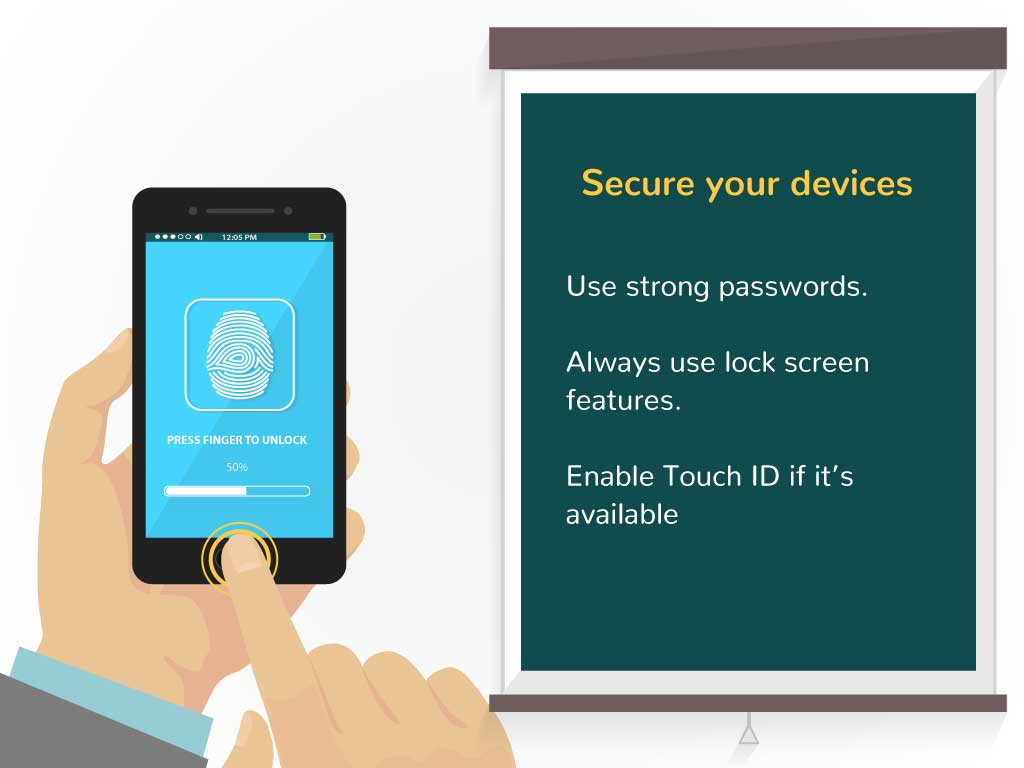 12:05 PM
PRESS FINGER TO UNLOCK
50%
Secure your devices
Use strong passwords.
Always use lock screen
features.
Enable Touch ID if it's
available